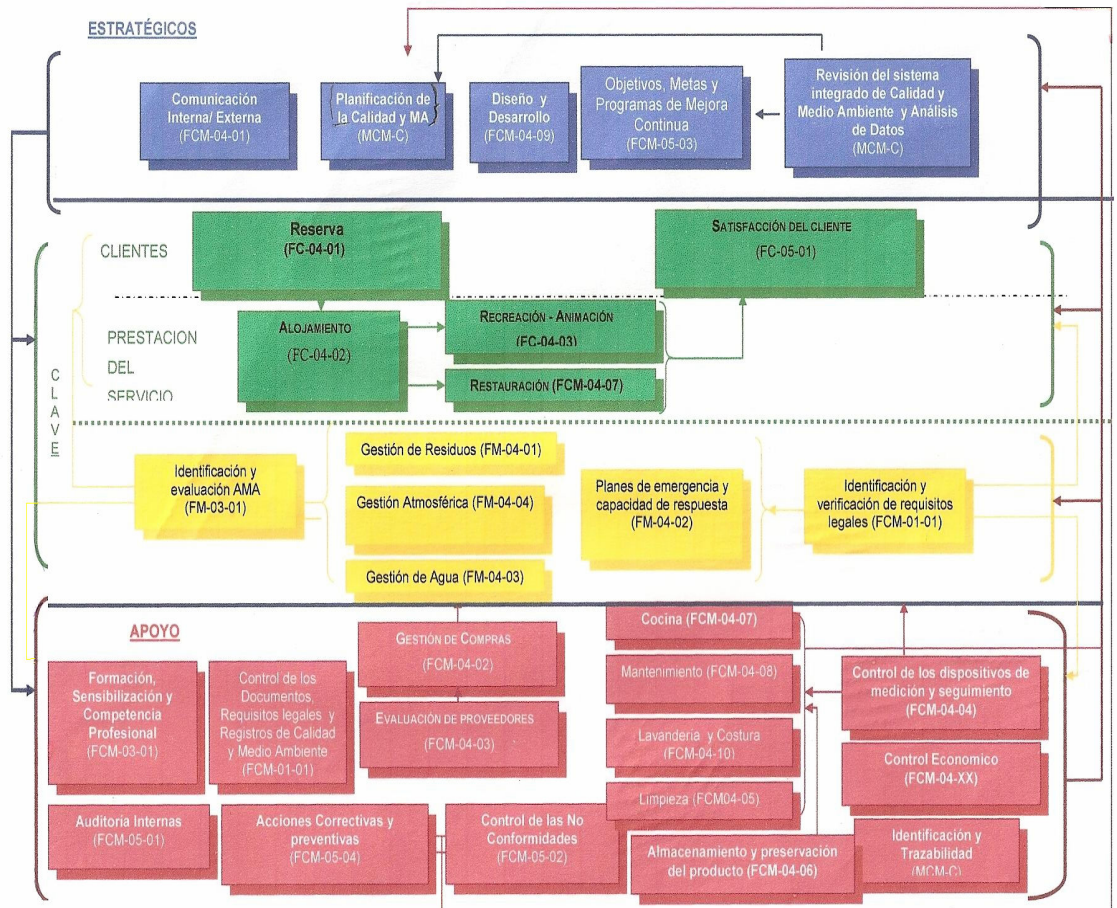 ESTRATÉGICOS
Comunicación
Interna/ Externa
(FCM-04-01)
Planificación de
la Calidad y MA
(MCM-C)
Diseño y
Desarrollo
(FCM-04-09)
Objetivos, Metas y
Programas de Mejora
Continua
(FCM-05-03)
Revisión del sistema
integrado de Calidad y
Medio Ambiente y Análisis
de Datos
(MCM-C)
CLAVE
CLIENTES
Reserva
(FC-04-01)
SATISFACCIÓN DEL CLIENTE
(FC-05-01)
PRESTACION
DEL
SERVICIO
ALOJAMIENTO
(FC-04-02)
RECREACIÓN - ANIMACIÓN
(FC-04-03)
RESTAURACIÓN (FCM-04-07)
Identificación y
evaluación AMA
(FM-03-01)
Gestión de Residuos (FM-04-01)
Gestión Atmosférica (FM-04-04)
Gestión de Agua (FM-04-03)
Planes de emergencia y
capacidad de respuesta
(FM-04-02)
Identificación y
verificación de requisitos
legales (FCM-01-01)
APOYO
Formación,
Sensibilización y
Competencia
Profesional
(FCM-03-01)
Control de los
Documentos,
Requisitos legales y
Registros de Calidad
y Medio Ambiente
(FCM-01-01)
GESTIÓN DE COMPRAS
(FCM-04-02)
EVALUACIÓN DE PROVEEDORES
(FCM-04-03)
Cocina (FCM-04-07)
Mantenimiento (FCM-04-08)
Lavandería y Costura
(FCM-04-10)
Limpieza (FCM04-05)
Control de los dispositivos de
medición y seguimiento
(FCM-04-04)
Control Economico
(FCM-04-XX)
Auditoría Internas
(FCM-05-01)
Acciones Correctivas y
preventivas
(FCM-05-04)
Control de las No
Conformidades
(FCM-05-02)
Almacenamiento y preservación
del producto (FCM-04-06)
Identificación y
Trazabilidad
(MCM-C)